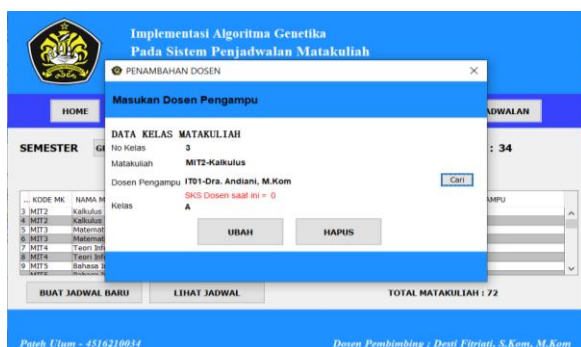 Implementasi Algoritma Genetika
Pada Sistem Penjadwalan Matakuliah
PENAMBAHAN DOSEN
HOME
Masukan Dosen Pengampu
DWALAN
SEMESTER
: 34
DATA KELAS MATAKULIAH
No Kelas 3
Matakuliah MIT2-Kalkulus
Dosen Pengampu IT01-Dra. Andiani, M.Kom Cari
SKS Dosen saat ini = 0
Kelas A
UBAH HAPUS
... KODE MK NAMA M MPU
3 MIT2 Kalkulus
4 MIT2 Kalkulus
5 MIT3 Matemat
6 MIT3 Matemat
7 MIT4 Teori Inf
8 MIT4 Teori Inf
9 MIT5 Bahasa I
BUAT JADWAL BARU LIHAT JADWAL TOTAL MATAKULIAH : 72
Pateh Ulum - 4516210034 Dosen Pembimbing : Desti Fitriati, S.Kom, M.Kom